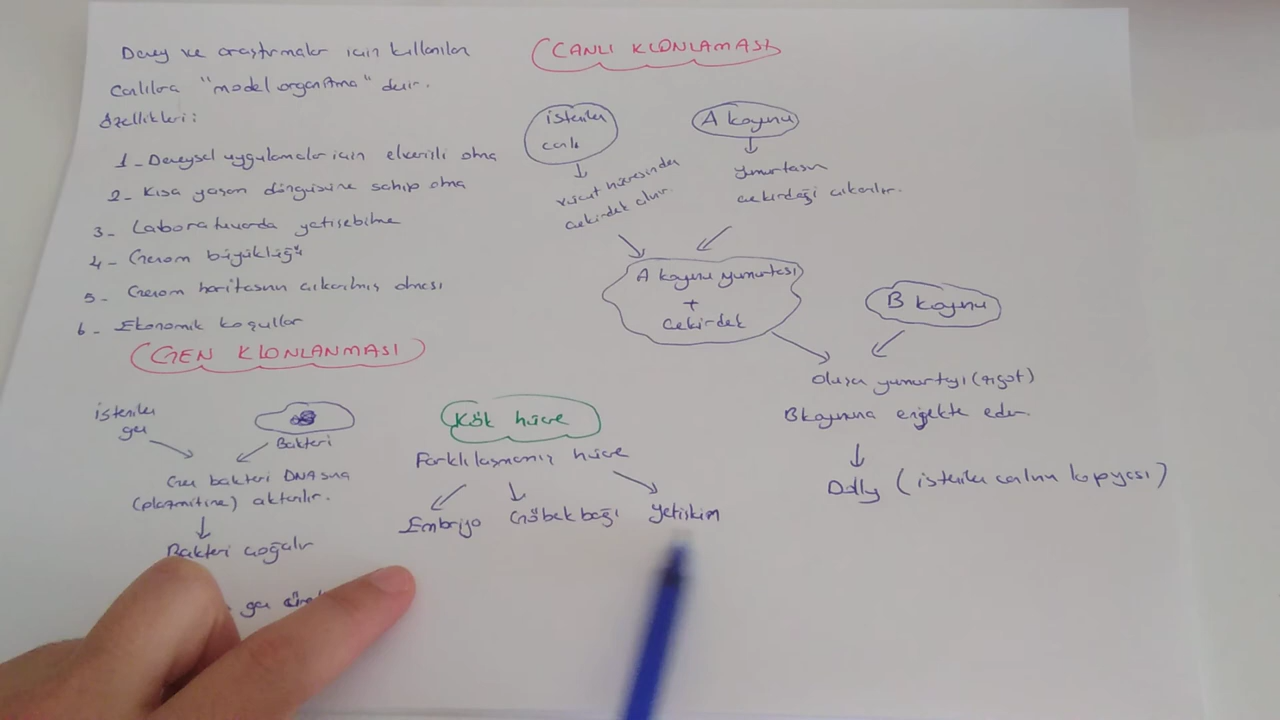 Deney ve araştırmalar için kullanılan
canlılara "model organizma" denir.
Özellikleri:
1- Deneysel uygulamalar için elverişli olma
2- Kısa yaşam döngüsüne sahip olma
3- Laboratuvarda yetişebilme
4- Genom büyüklüğü
5- Genom haritasının çıkarılmış olması
6- Ekonomik koşullar
CANLI KLONLAMASI
istenilen
canlı
A koyunu
vücut hücresinden
çekirdek alınır.
yumurtasın
çekirdeği çıkarılır.
A koyunu yumurtası
+
çekirdek
B koyunu
Oluşan yumurtayı (zigot)
B koyununa enjekte eder.
Dolly (istenilen canlının kopyası)
GEN KLONLANMASI
istenilen
gen
Bakteri
Gen bakteri DNA sına
(plazmitine) aktarılır.
Bakteri çoğalır
gen
Kök hücre
Farklılaşmamış hücre
Embriyo
Göbek bağı
Yetişkin